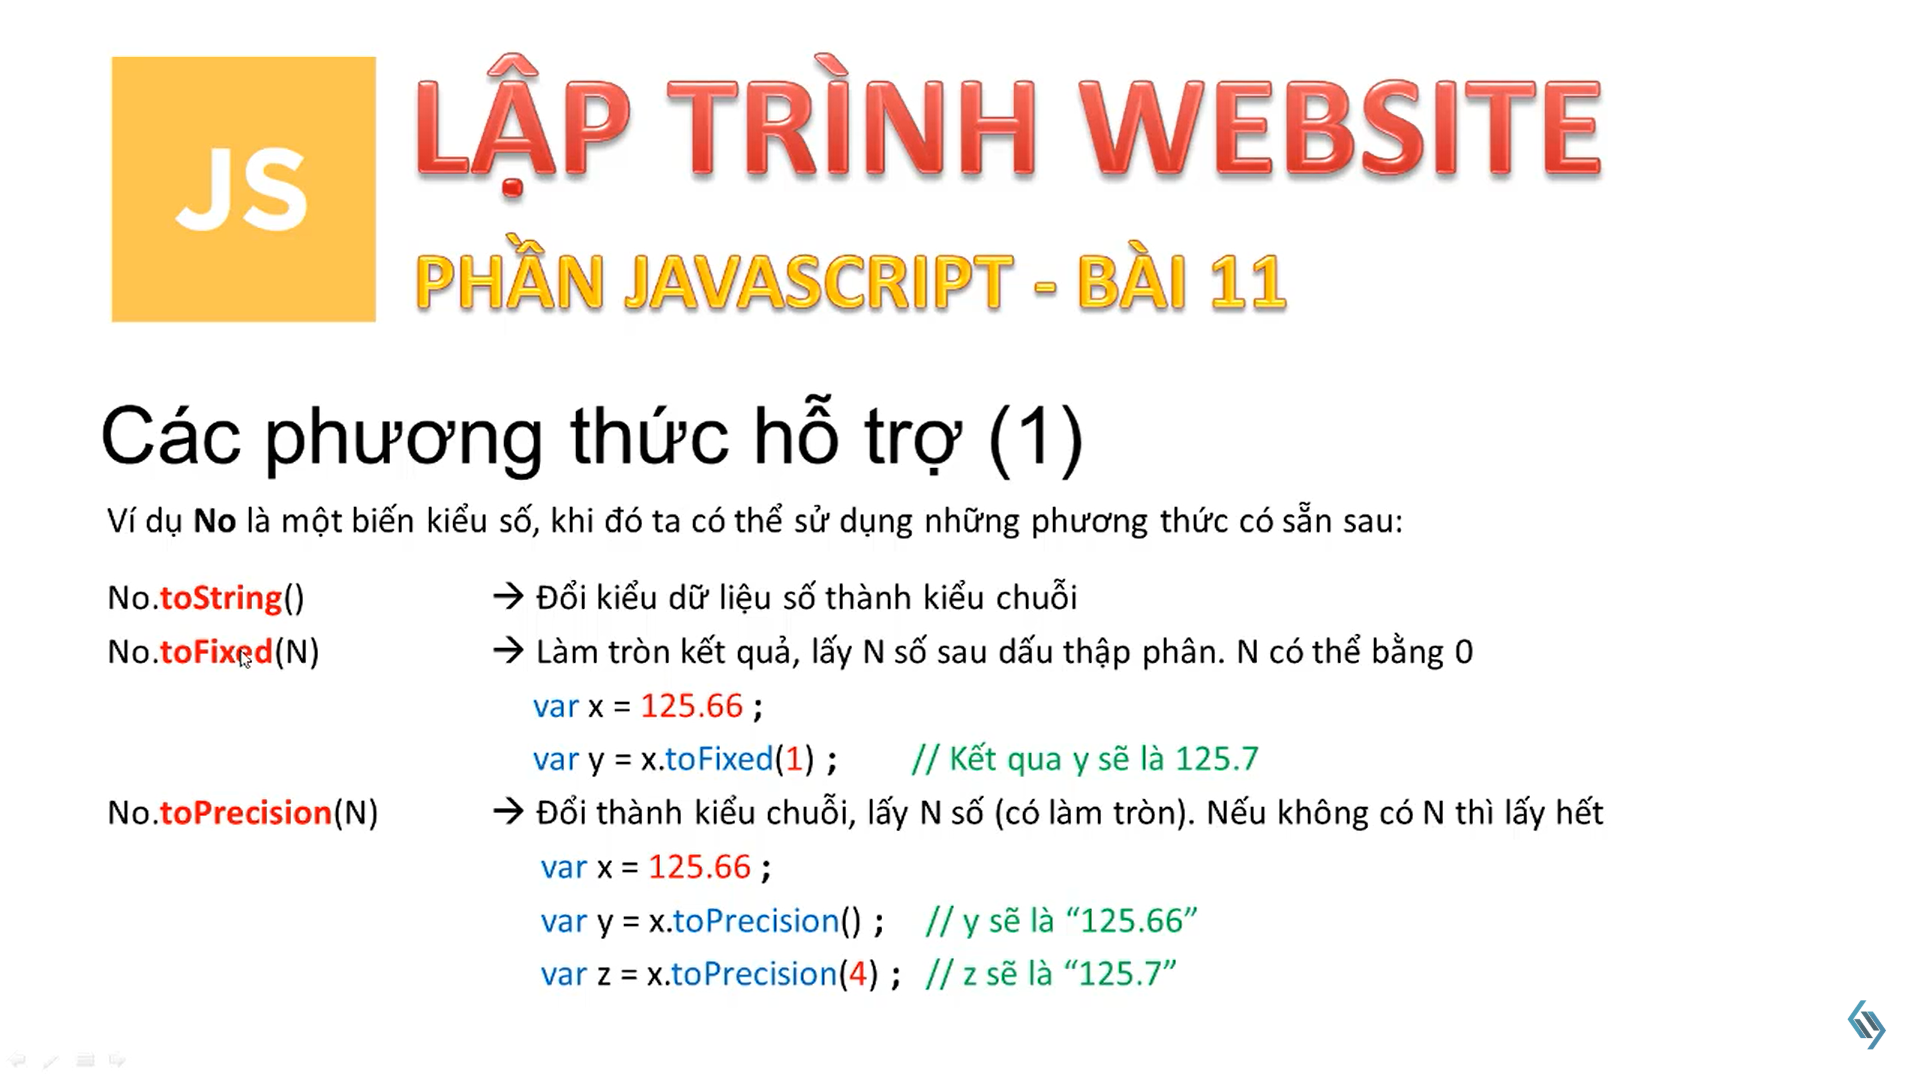 JS
LẬP TRÌNH WEBSITE
PHẦN JAVASCRIPT - BÀI 11
Các phương thức hỗ trợ (1)
Ví dụ No là một biến kiểu số, khi đó ta có thể sử dụng những phương thức có sẵn sau:
No.toString() → Đổi kiểu dữ liệu số thành kiểu chuỗi
No.toFixed(N) → Làm tròn kết quả, lấy N số sau dấu thập phân. N có thể bằng 0
var x = 125.66 ;
var y = x.toFixed(1) ; // Kết qua y sẽ là 125.7
No.toPrecision(N) → Đổi thành kiểu chuỗi, lấy N số (có làm tròn). Nếu không có N thì lấy hết
var x = 125.66 ;
var y = x.toPrecision() ; // y sẽ là “125.66”
var z = x.toPrecision(4) ; // z sẽ là “125.7”